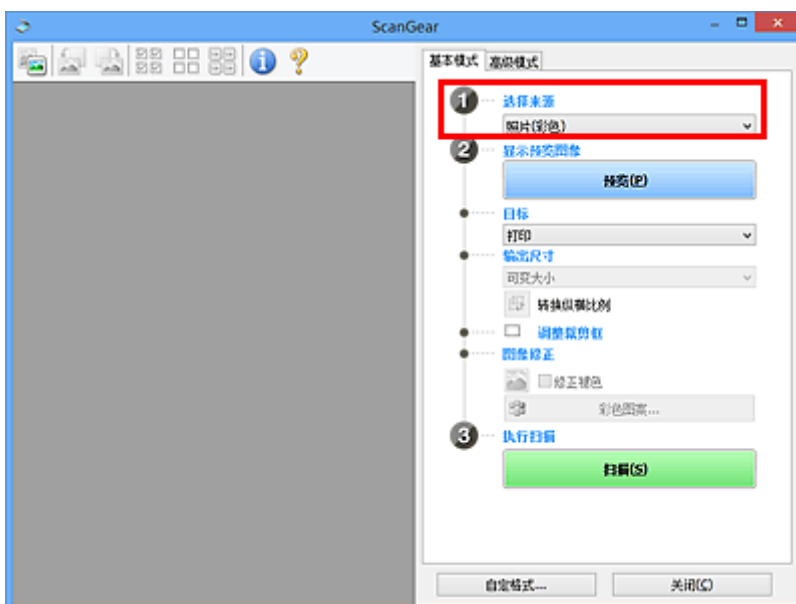 ScanGear
基本模式 高级模式
1 选择来源
照片(彩色)
2 显示预览图像
预览(P)
目标
打印
输出尺寸
可变大小
转换纵横比例
调整裁剪框
图像修正
修正褪色
彩色图案...
3 执行扫描
扫描(S)
自定格式... 关闭(C)